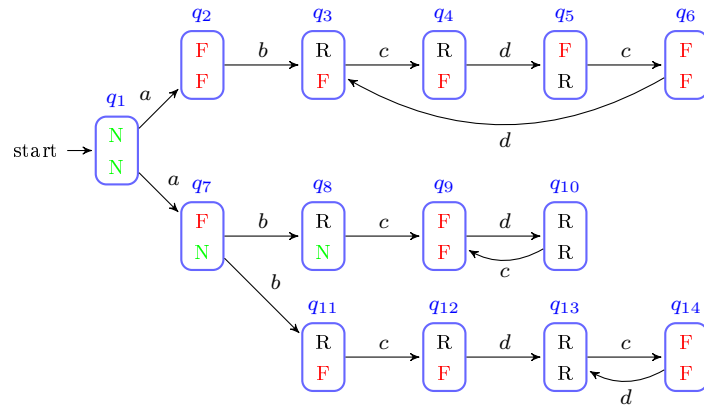 q2 q3 q4 q5 q6
F R R F F
F F F R F
b c d c
d
a
q1
start N
N
a
q7 q8 q9 q10
F R F R
N N F R
b c d
c
b
q11 q12 q13 q14
R R R F
F F R F
c d c
d